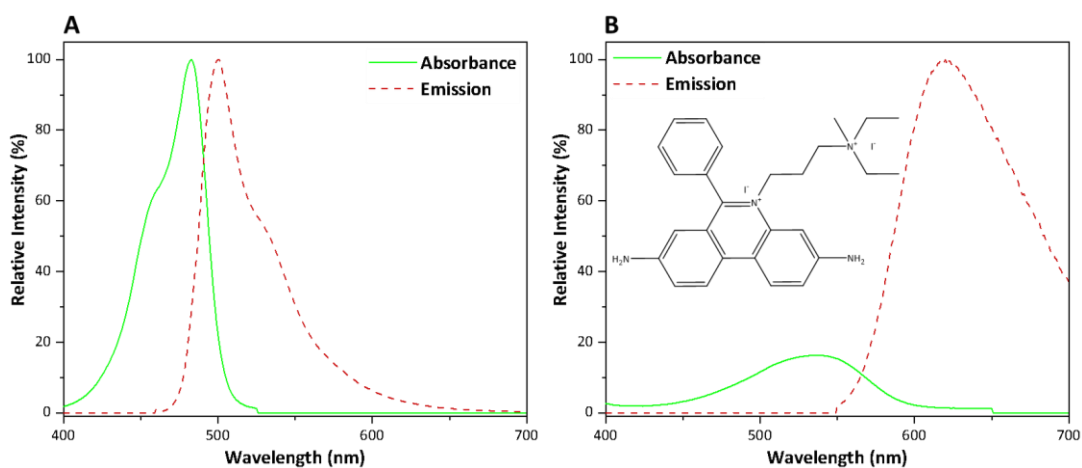 A
Absorbance
Emission
Relative Intensity (%)
100
80
60
40
20
0
400
500
600
700
Wavelength (nm)
B
Absorbance
Emission
Relative Intensity (%)
100
80
60
40
20
0
N⁺
I⁻
I⁻
N⁺
H₂N
NH₂
400
500
600
700
Wavelength (nm)